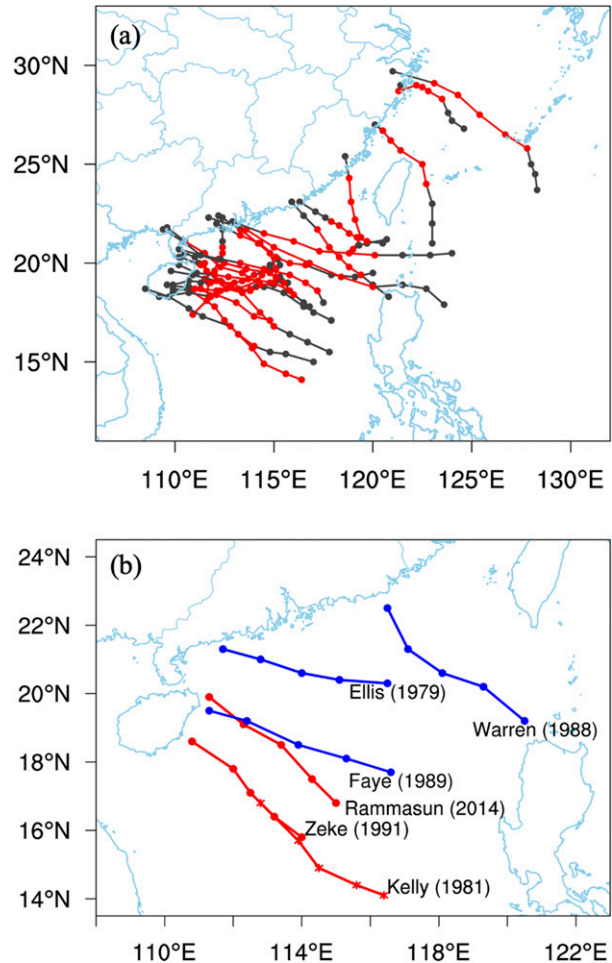 (a)
30°N
25°N
20°N
15°N
110°E 115°E 120°E 125°E 130°E
(b)
24°N
22°N
20°N
18°N
16°N
14°N
Ellis (1979)
Warren (1988)
Faye (1989)
Rammasun (2014)
Zeke (1991)
Kelly (1981)
110°E 114°E 118°E 122°E